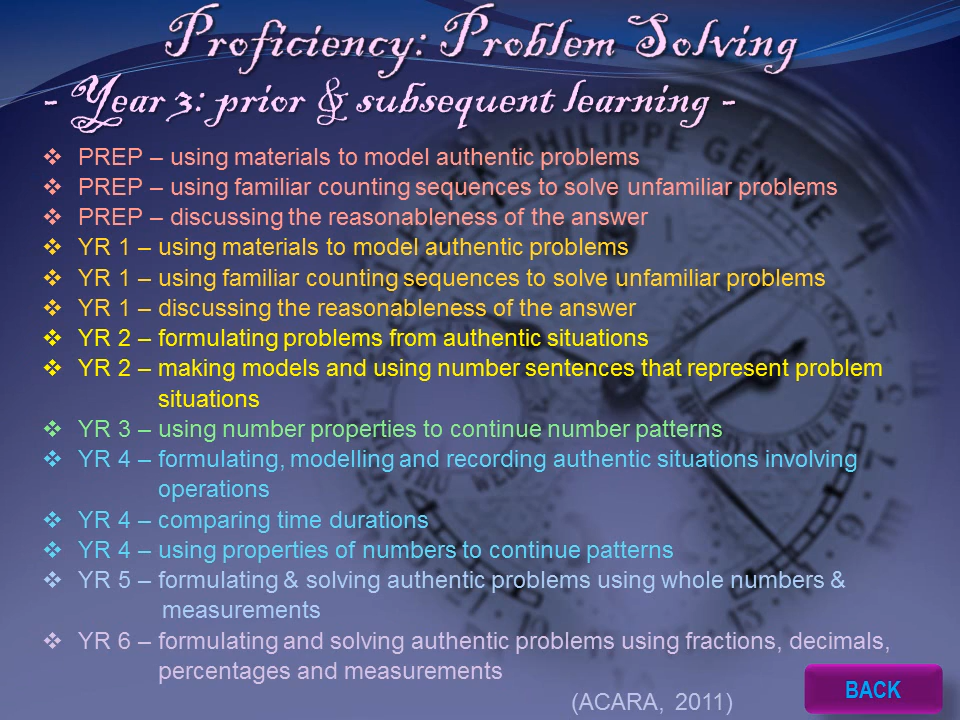 Proficiency: Problem Solving
- Year 3: prior & subsequent learning -
❖ PREP – using materials to model authentic problems
❖ PREP – using familiar counting sequences to solve unfamiliar problems
❖ PREP – discussing the reasonableness of the answer
❖ YR 1 – using materials to model authentic problems
❖ YR 1 – using familiar counting sequences to solve unfamiliar problems
❖ YR 1 – discussing the reasonableness of the answer
❖ YR 2 – formulating problems from authentic situations
❖ YR 2 – making models and using number sentences that represent problem
situations
❖ YR 3 – using number properties to continue number patterns
❖ YR 4 – formulating, modelling and recording authentic situations involving
operations
❖ YR 4 – comparing time durations
❖ YR 4 – using properties of numbers to continue patterns
❖ YR 5 – formulating & solving authentic problems using whole numbers &
measurements
❖ YR 6 – formulating and solving authentic problems using fractions, decimals,
percentages and measurements
(ACARA, 2011)
BACK
PHILIPPE GENEVE